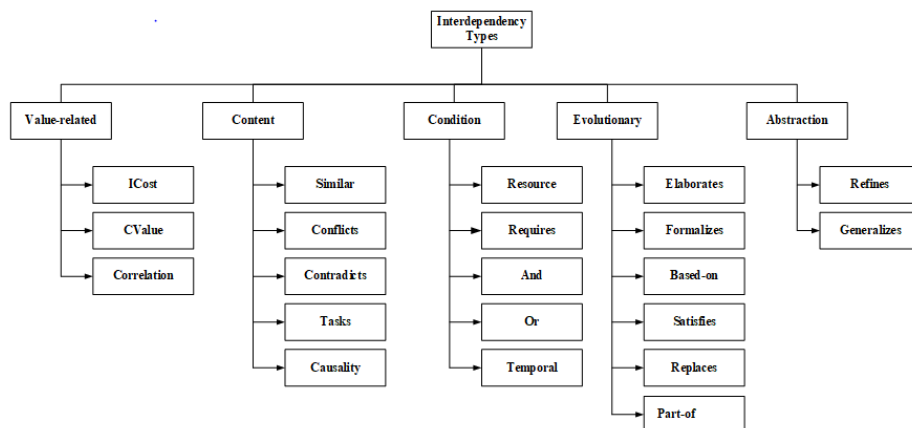 Interdependency
Types
Value-related
Content
Condition
Evolutionary
Abstraction
ICost
Similar
Resource
Elaborates
Refines
CValue
Conflicts
Requires
Formalizes
Generalizes
Correlation
Contradicts
And
Based-on
Tasks
Or
Satisfies
Causality
Temporal
Replaces
Part-of